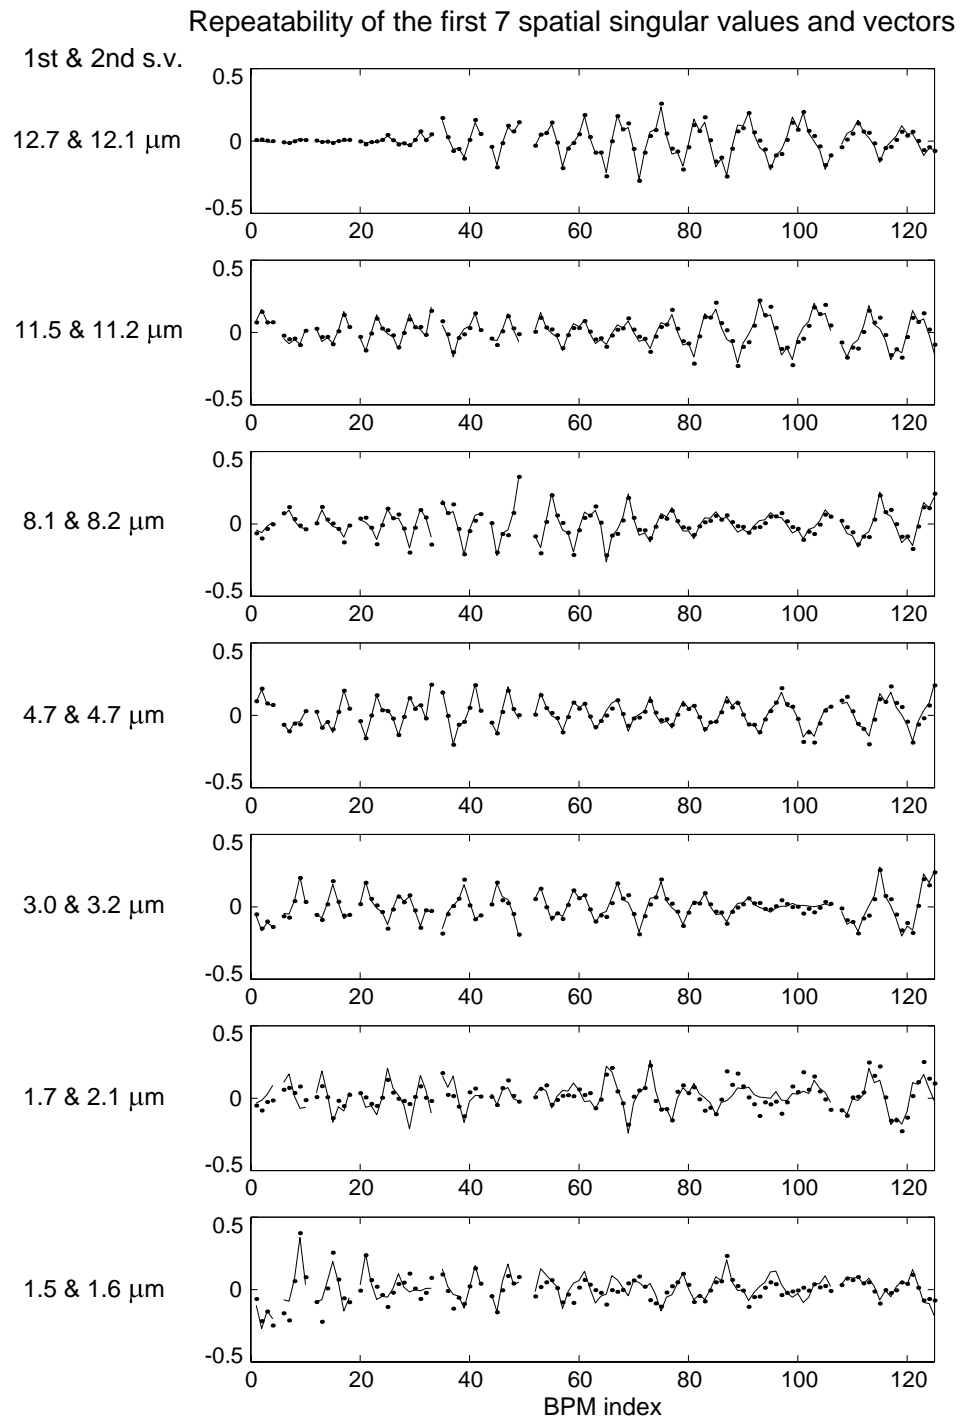 Repeatability of the first 7 spatial singular values and vectors
1st & 2nd s.v.
12.7 & 12.1 μm
0.5
0
-0.5
0 20 40 60 80 100 120
11.5 & 11.2 μm
0.5
0
-0.5
0 20 40 60 80 100 120
8.1 & 8.2 μm
0.5
0
-0.5
0 20 40 60 80 100 120
4.7 & 4.7 μm
0.5
0
-0.5
0 20 40 60 80 100 120
3.0 & 3.2 μm
0.5
0
-0.5
0 20 40 60 80 100 120
1.7 & 2.1 μm
0.5
0
-0.5
0 20 40 60 80 100 120
1.5 & 1.6 μm
0.5
0
-0.5
0 20 40 60 80 100 120
BPM index